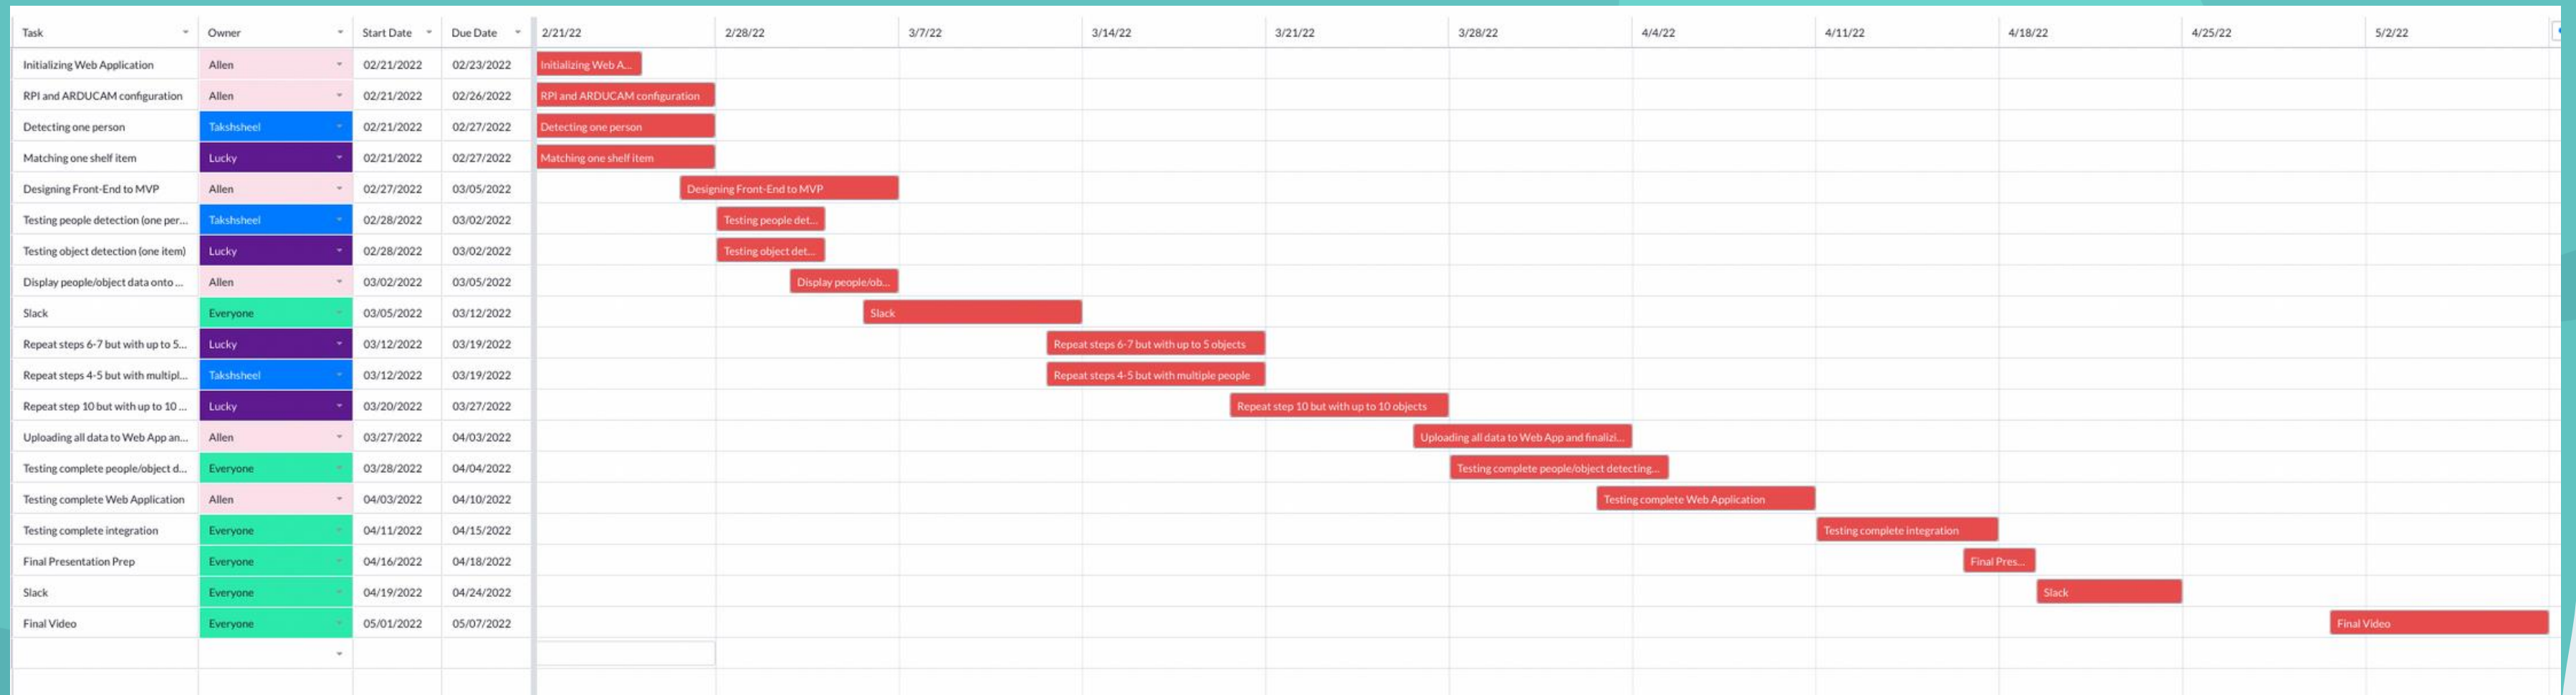 Task Owner Start Date Due Date 2/21/22 2/28/22 3/7/22 3/14/22 3/21/22 3/28/22 4/4/22 4/11/22 4/18/22 4/25/22 5/2/22
Initializing Web Application Allen 02/21/2022 02/23/2022 Initializing Web A...
RPI and ARDUCAM configuration Allen 02/21/2022 02/26/2022 RPI and ARDUCAM configuration
Detecting one person Takshsheel 02/21/2022 02/27/2022 Detecting one person
Matching one shelf item Lucky 02/21/2022 02/27/2022 Matching one shelf item
Designing Front-End to MVP Allen 02/27/2022 03/05/2022 Designing Front-End to MVP
Testing people detection (one per... Takshsheel 02/28/2022 03/02/2022 Testing people det...
Testing object detection (one item) Lucky 02/28/2022 03/02/2022 Testing object det...
Display people/object data onto ... Allen 03/02/2022 03/05/2022 Display people/ob...
Slack Everyone 03/05/2022 03/12/2022 Slack
Repeat steps 6-7 but with up to 5... Lucky 03/12/2022 03/19/2022 Repeat steps 6-7 but with up to 5 objects
Repeat steps 4-5 but with multipl... Takshsheel 03/12/2022 03/19/2022 Repeat steps 4-5 but with multiple people
Repeat step 10 but with up to 10 ... Lucky 03/20/2022 03/27/2022 Repeat step 10 but with up to 10 objects
Uploading all data to Web App an... Allen 03/27/2022 04/03/2022 Uploading all data to Web App and finalizi...
Testing complete people/object d... Everyone 03/28/2022 04/04/2022 Testing complete people/object detecting...
Testing complete Web Application Allen 04/03/2022 04/10/2022 Testing complete Web Application
Testing complete integration Everyone 04/11/2022 04/15/2022 Testing complete integration
Final Presentation Prep Everyone 04/16/2022 04/18/2022 Final Pres...
Slack Everyone 04/19/2022 04/24/2022 Slack
Final Video Everyone 05/01/2022 05/07/2022 Final Video